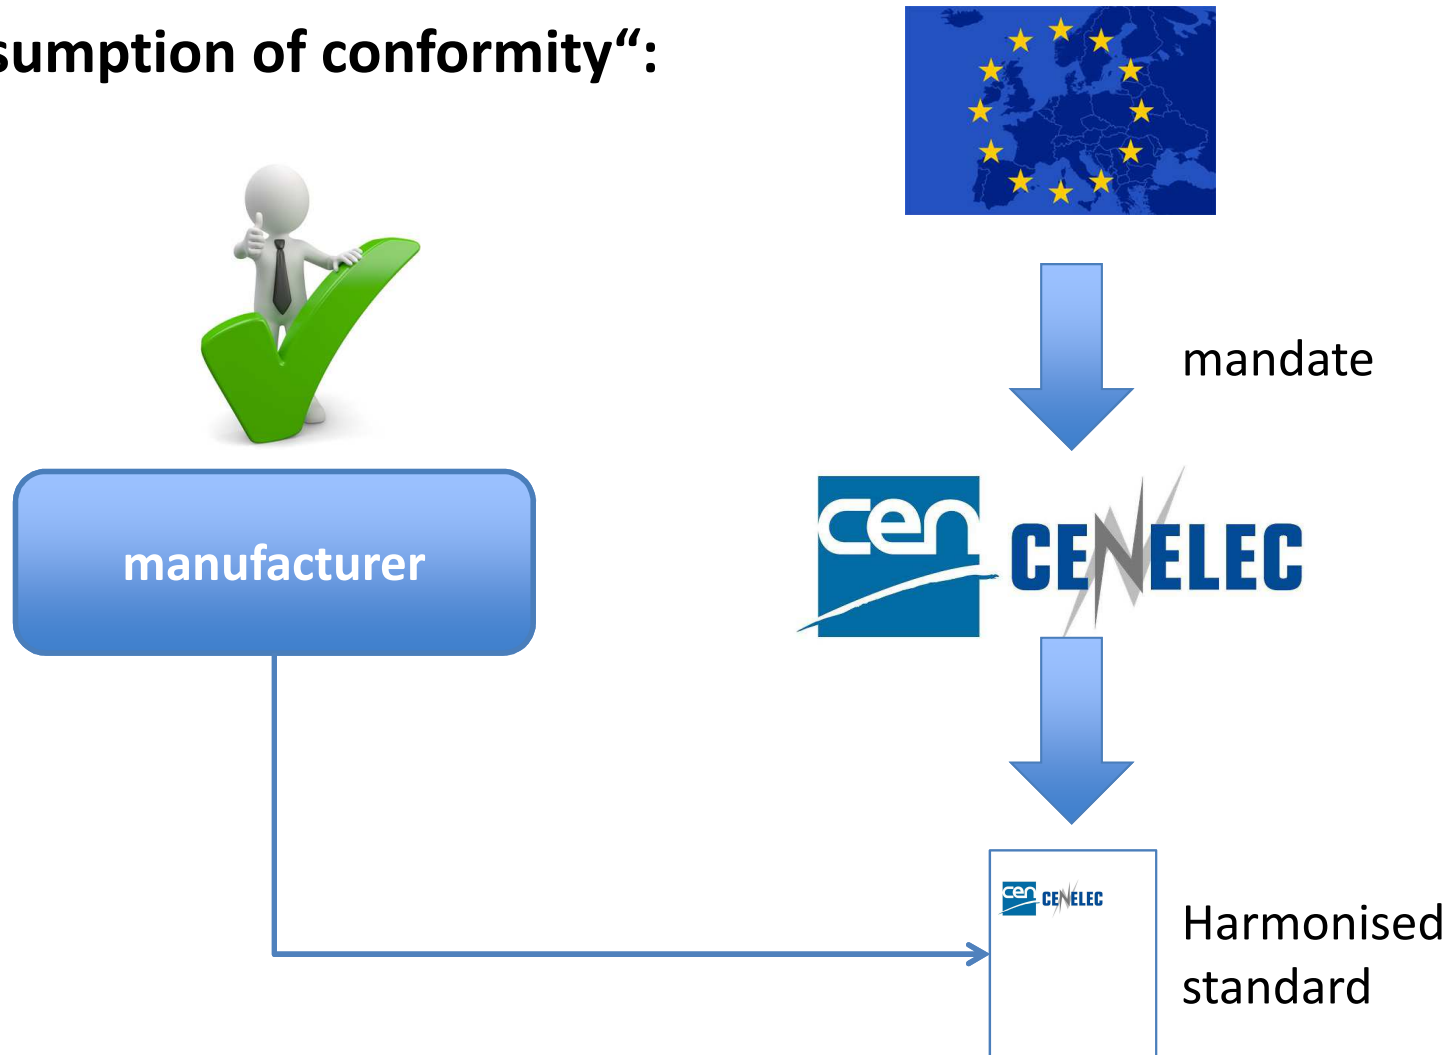 sumption of conformity“:
mandate
cen
CENELEC
manufacturer
cen CENELEC
Harmonised
standard